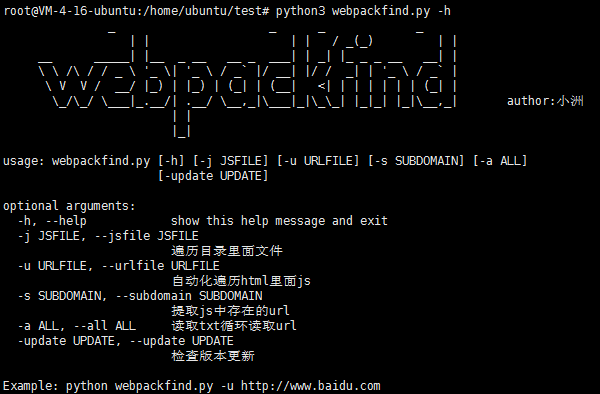 root@VM-4-16-ubuntu:/home/ubuntu/test# python3 webpackfind.py -h
webpackfind
author:小洲
usage: webpackfind.py [-h] [-j JSFILE] [-u URLFILE] [-s SUBDOMAIN] [-a ALL]
[-update UPDATE]
optional arguments:
-h, --help show this help message and exit
-j JSFILE, --jsfile JSFILE
遍历目录里面文件
-u URLFILE, --urlfile URLFILE
自动化遍历html里面js
-s SUBDOMAIN, --subdomain SUBDOMAIN
提取js中存在的url
-a ALL, --all ALL 读取txt循环读取url
-update UPDATE, --update UPDATE
检查版本更新
Example: python webpackfind.py -u http://www.baidu.com